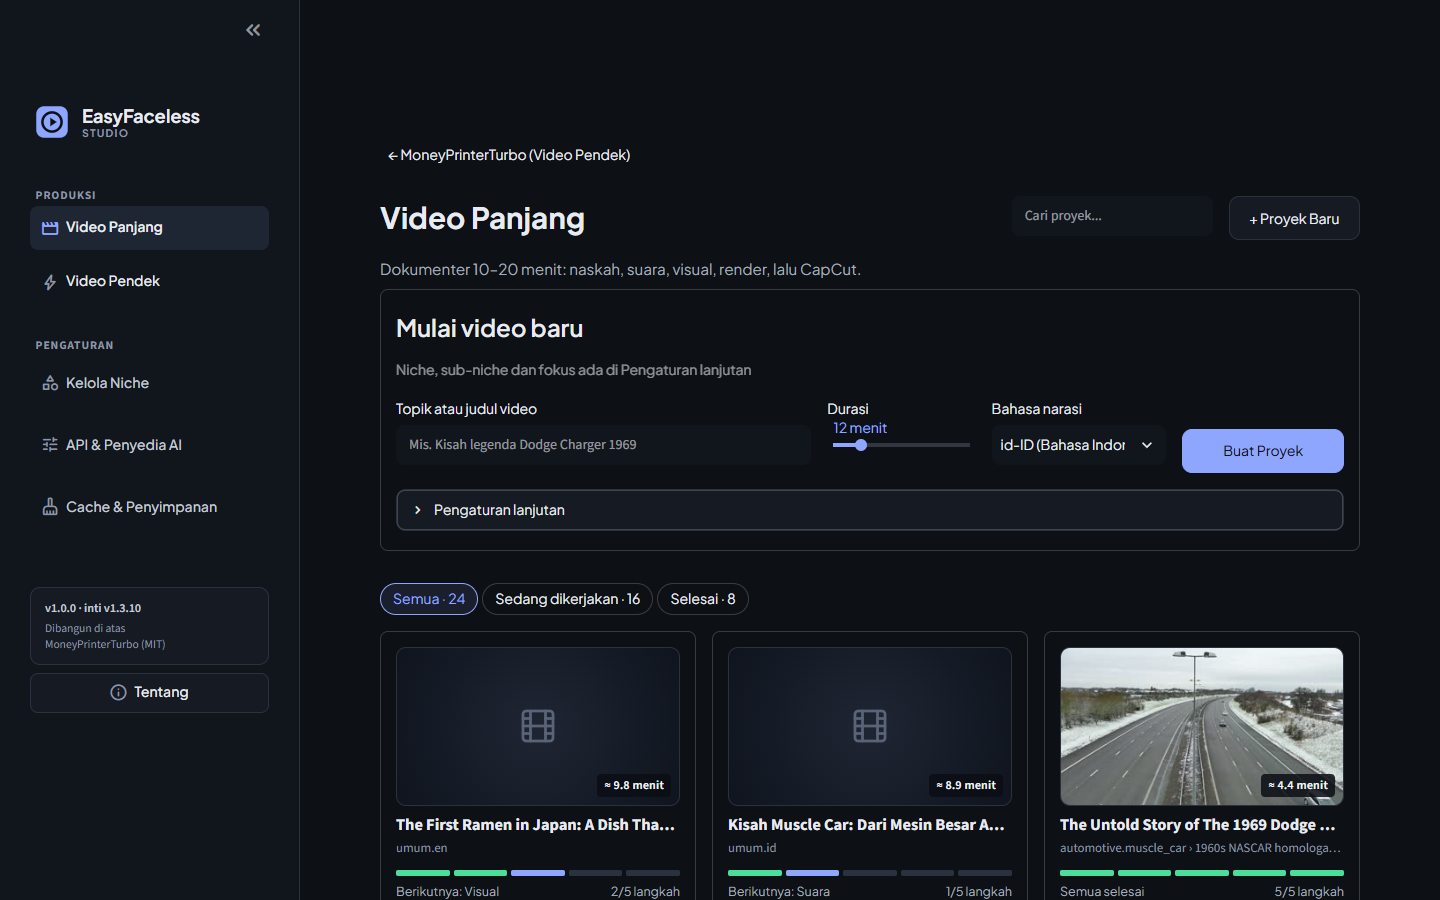 EasyFaceless
STUDIO
PRODUKSI
Video Panjang
Video Pendek
PENGATURAN
Kelola Niche
API & Penyedia AI
Cache & Penyimpanan
v1.0.0 · inti v1.3.10
Dibangun di atas
MoneyPrinterTurbo (MIT)
Tentang
← MoneyPrinterTurbo (Video Pendek)
Video Panjang
Cari proyek...
+ Proyek Baru
Dokumenter 10–20 menit: naskah, suara, visual, render, lalu CapCut.
Mulai video baru
Niche, sub-niche dan fokus ada di Pengaturan lanjutan
Topik atau judul video
Mis. Kisah legenda Dodge Charger 1969
Durasi
12 menit
Bahasa narasi
id-ID (Bahasa Indor
Buat Proyek
Pengaturan lanjutan
Semua · 24
Sedang dikerjakan · 16
Selesai · 8
≈ 9.8 menit
The First Ramen in Japan: A Dish Tha...
umum.en
Berikutnya: Visual
2/5 langkah
≈ 8.9 menit
Kisah Muscle Car: Dari Mesin Besar A...
umum.id
Berikutnya: Suara
1/5 langkah
≈ 4.4 menit
The Untold Story of The 1969 Dodge ...
automotive.muscle_car › 1960s NASCAR homologa...
Semua selesai
5/5 langkah